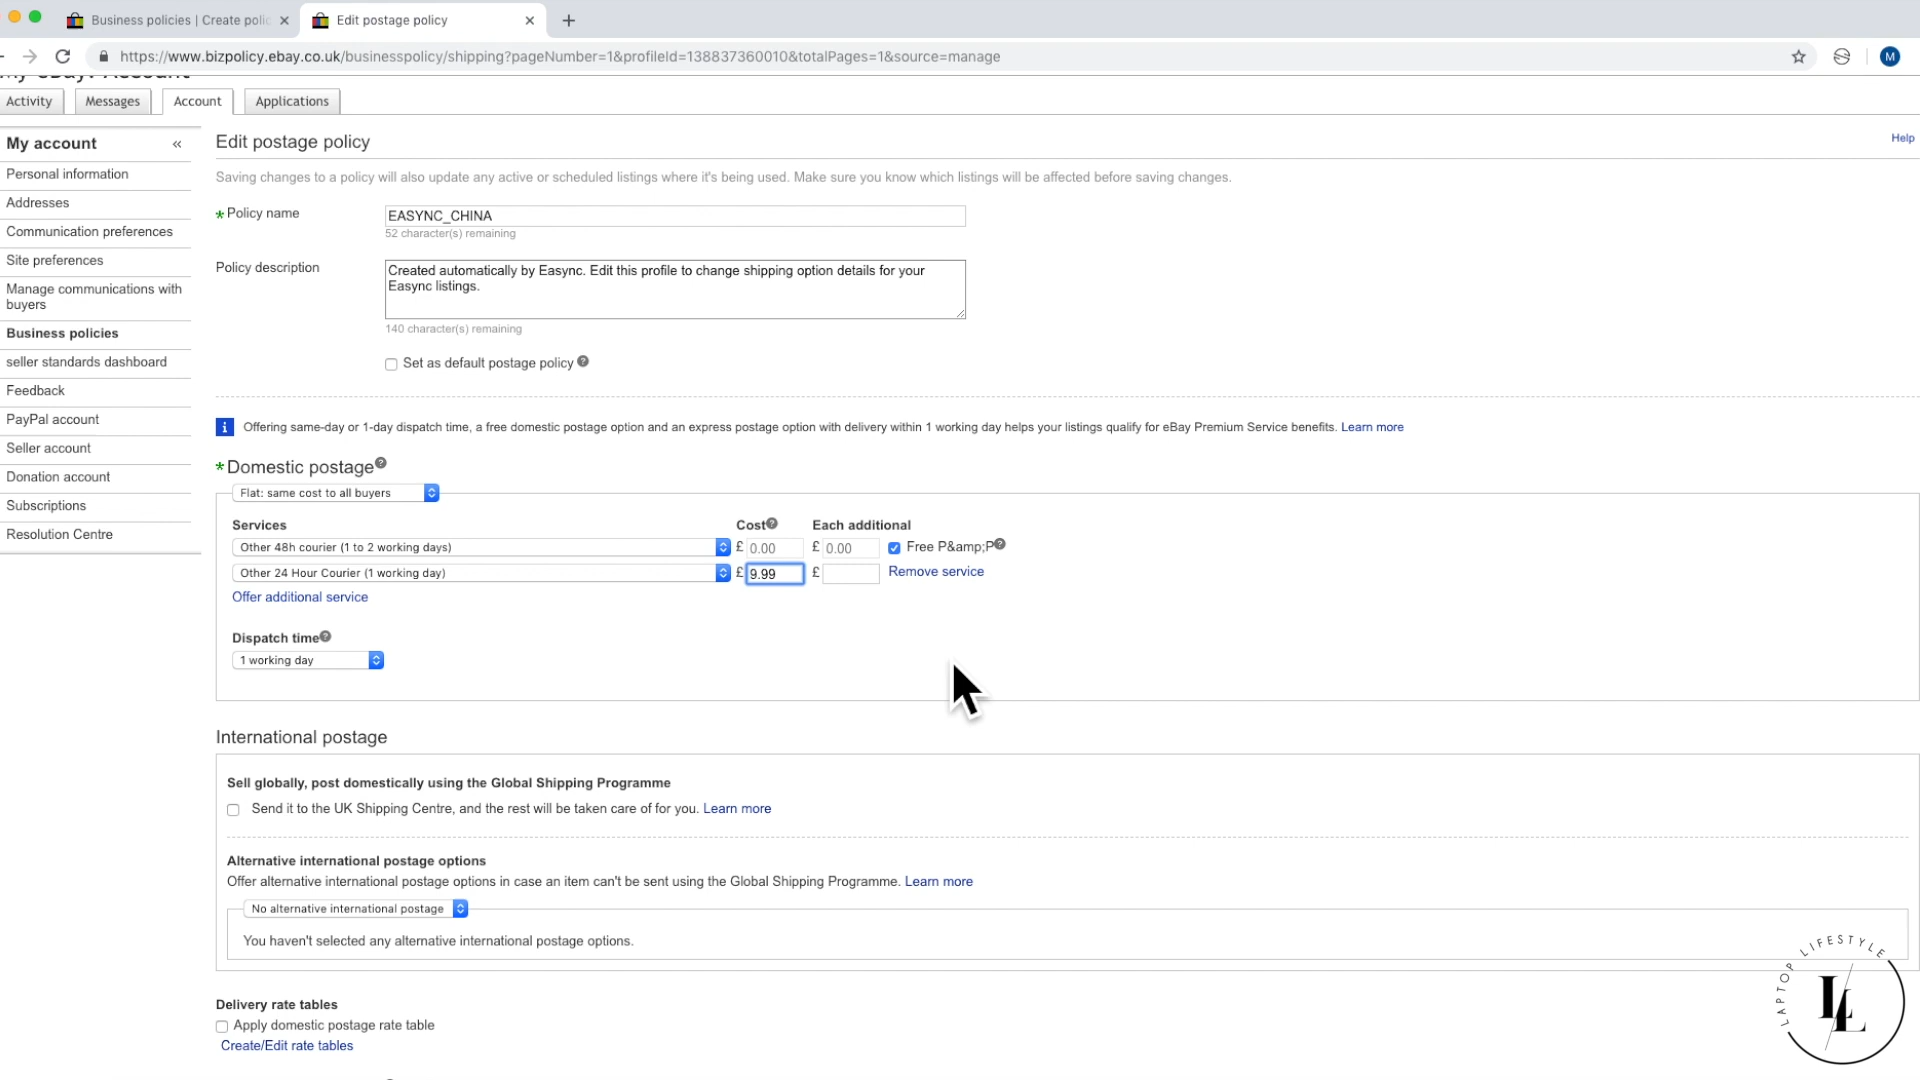 Business policies | Create polic
Edit postage policy
https://www.bizpolicy.ebay.co.uk/businesspolicy/shipping?pageNumber=1&profileId=138837360010&totalPages=1&source=manage
M
My eBay: Account
Activity
Messages
Account
Applications
My account «
Personal information
Addresses
Communication preferences
Site preferences
Manage communications with
buyers
Business policies
seller standards dashboard
Feedback
PayPal account
Seller account
Donation account
Subscriptions
Resolution Centre
Edit postage policy
Help
Saving changes to a policy will also update any active or scheduled listings where it's being used. Make sure you know which listings will be affected before saving changes.
* Policy name
EASYNC_CHINA
52 character(s) remaining
Policy description
Created automatically by Easync. Edit this profile to change shipping option details for your
Easync listings.
140 character(s) remaining
Set as default postage policy ?
i Offering same-day or 1-day dispatch time, a free domestic postage option and an express postage option with delivery within 1 working day helps your listings qualify for eBay Premium Service benefits. Learn more
* Domestic postage ?
Flat: same cost to all buyers
Services Cost ? Each additional
Other 48h courier (1 to 2 working days) £ 0.00 £ 0.00 Free P&amp;P ?
Other 24 Hour Courier (1 working day) £ 9.99 £ Remove service
Offer additional service
Dispatch time ?
1 working day
International postage
Sell globally, post domestically using the Global Shipping Programme
Send it to the UK Shipping Centre, and the rest will be taken care of for you. Learn more
Alternative international postage options
Offer alternative international postage options in case an item can't be sent using the Global Shipping Programme. Learn more
No alternative international postage
You haven't selected any alternative international postage options.
Delivery rate tables
Apply domestic postage rate table
Create/Edit rate tables
LAPTOP LIFESTYLE
LL